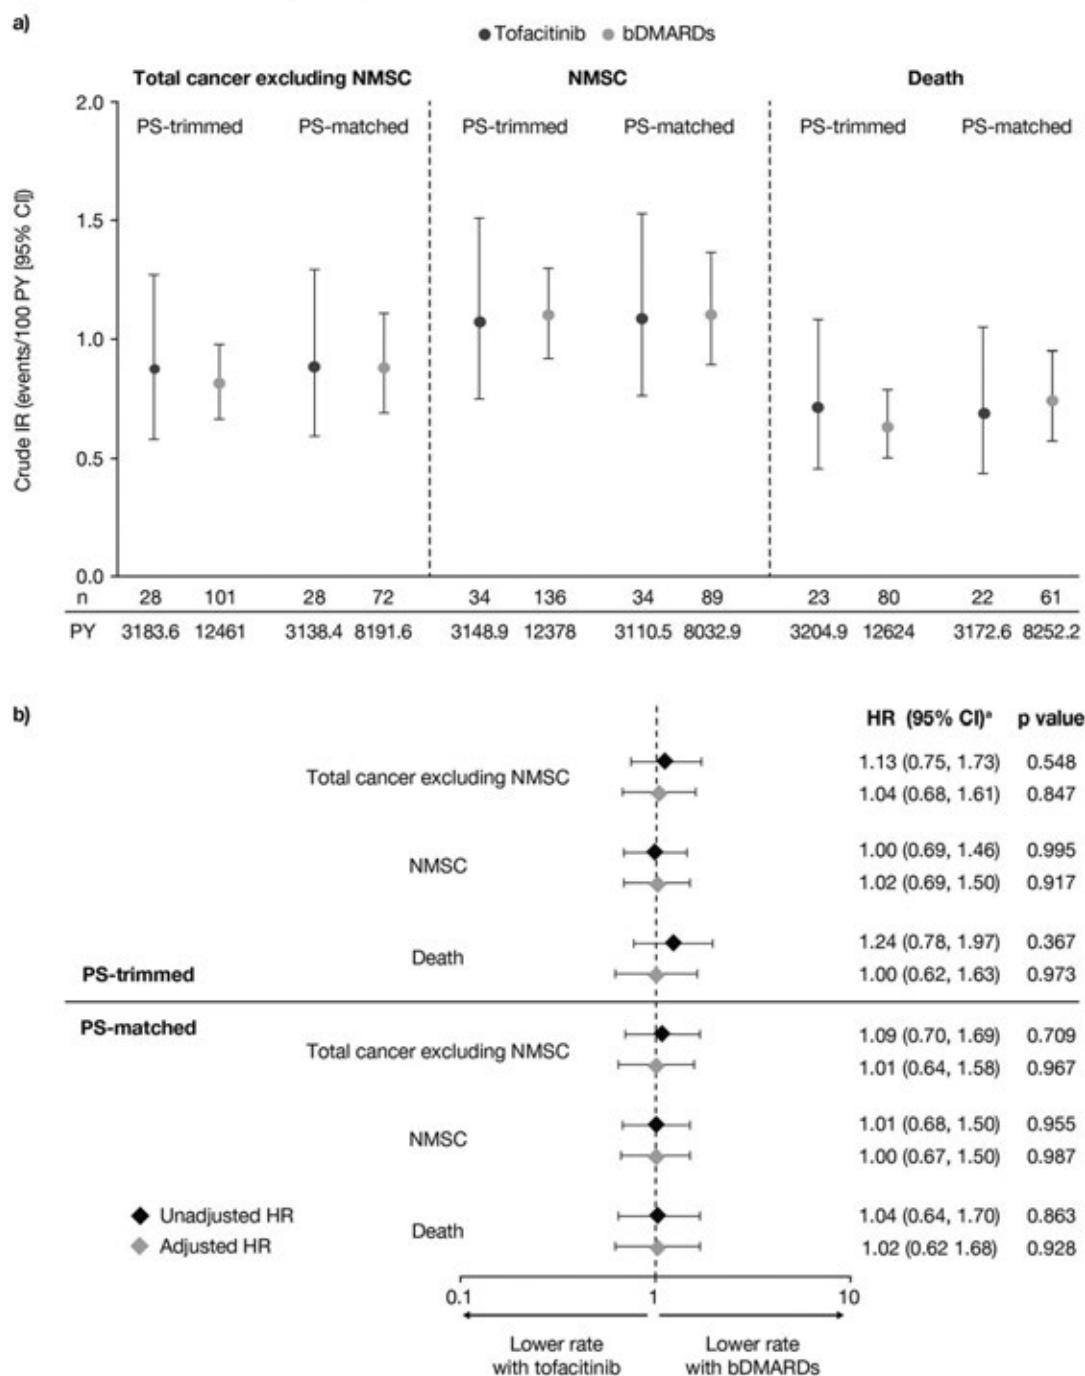 a)
Tofacitinib bDMARDs
Total cancer excluding NMSC NMSC Death
PS-trimmed PS-matched PS-trimmed PS-matched PS-trimmed PS-matched
Crude IR (events/100 PY [95% CI])
2.0
1.5
1.0
0.5
0.0
n 28 101 28 72 34 136 34 89 23 80 22 61
PY 3183.6 12461 3138.4 8191.6 3148.9 12378 3110.5 8032.9 3204.9 12624 3172.6 8252.2
b)
HR (95% CI)ᵃ p value
Total cancer excluding NMSC
1.13 (0.75, 1.73) 0.548
1.04 (0.68, 1.61) 0.847
NMSC
1.00 (0.69, 1.46) 0.995
1.02 (0.69, 1.50) 0.917
Death
1.24 (0.78, 1.97) 0.367
1.00 (0.62, 1.63) 0.973
PS-trimmed
PS-matched
Total cancer excluding NMSC
1.09 (0.70, 1.69) 0.709
1.01 (0.64, 1.58) 0.967
NMSC
1.01 (0.68, 1.50) 0.955
1.00 (0.67, 1.50) 0.987
Death
1.04 (0.64, 1.70) 0.863
1.02 (0.62 1.68) 0.928
Unadjusted HR
Adjusted HR
0.1 1 10
Lower rate
with tofacitinib
Lower rate
with bDMARDs